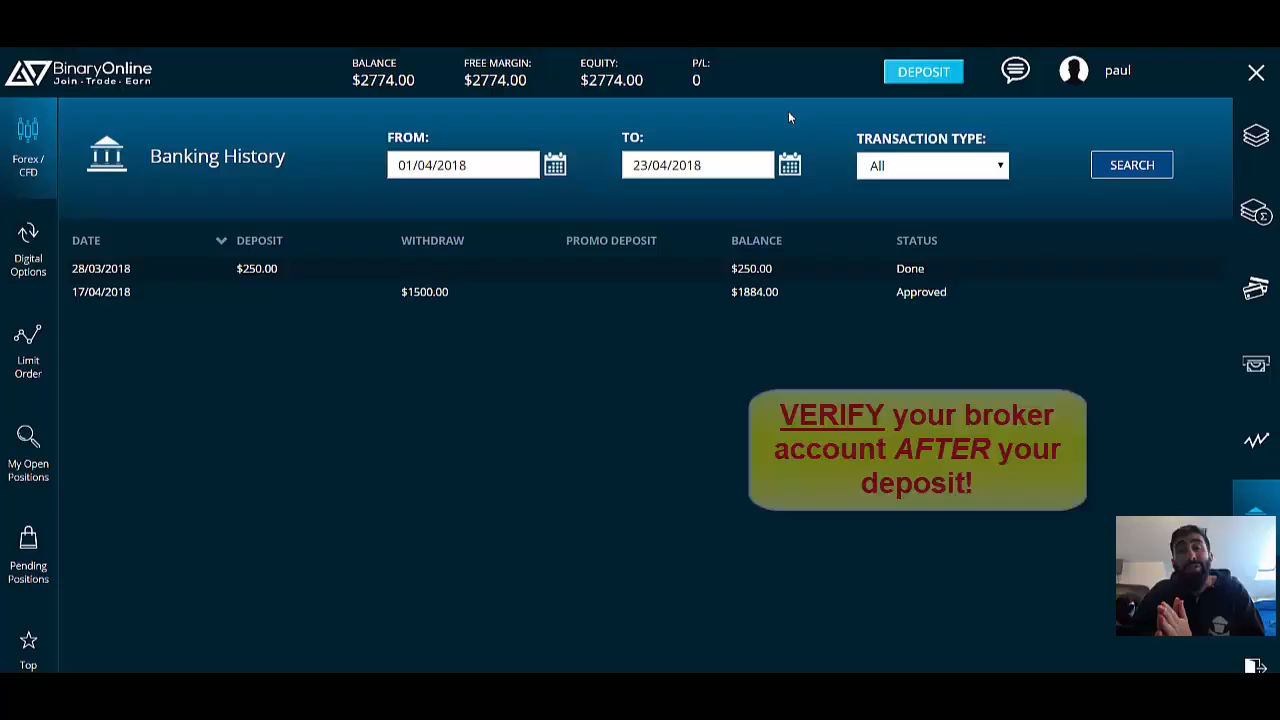 BinaryOnline
Join - Trade - Earn
BALANCE
$2774.00
FREE MARGIN:
$2774.00
EQUITY:
$2774.00
P/L:
0
DEPOSIT
paul
Forex /
CFD
Digital
Options
Limit
Order
My Open
Positions
Pending
Positions
Top
Banking History
FROM:
01/04/2018
TO:
23/04/2018
TRANSACTION TYPE:
All
SEARCH
DATE DEPOSIT WITHDRAW PROMO DEPOSIT BALANCE STATUS
28/03/2018 $250.00 $250.00 Done
17/04/2018 $1500.00 $1884.00 Approved
VERIFY your broker
account AFTER your
deposit!